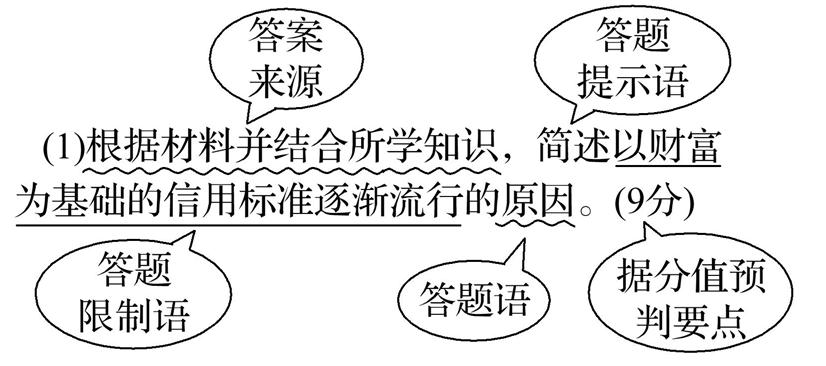 答案
来源
答题
提示语
(1)根据材料并结合所学知识，简述以财富
为基础的信用标准逐渐流行的原因。(9分)
答题
限制语
答题语
据分值预
判要点